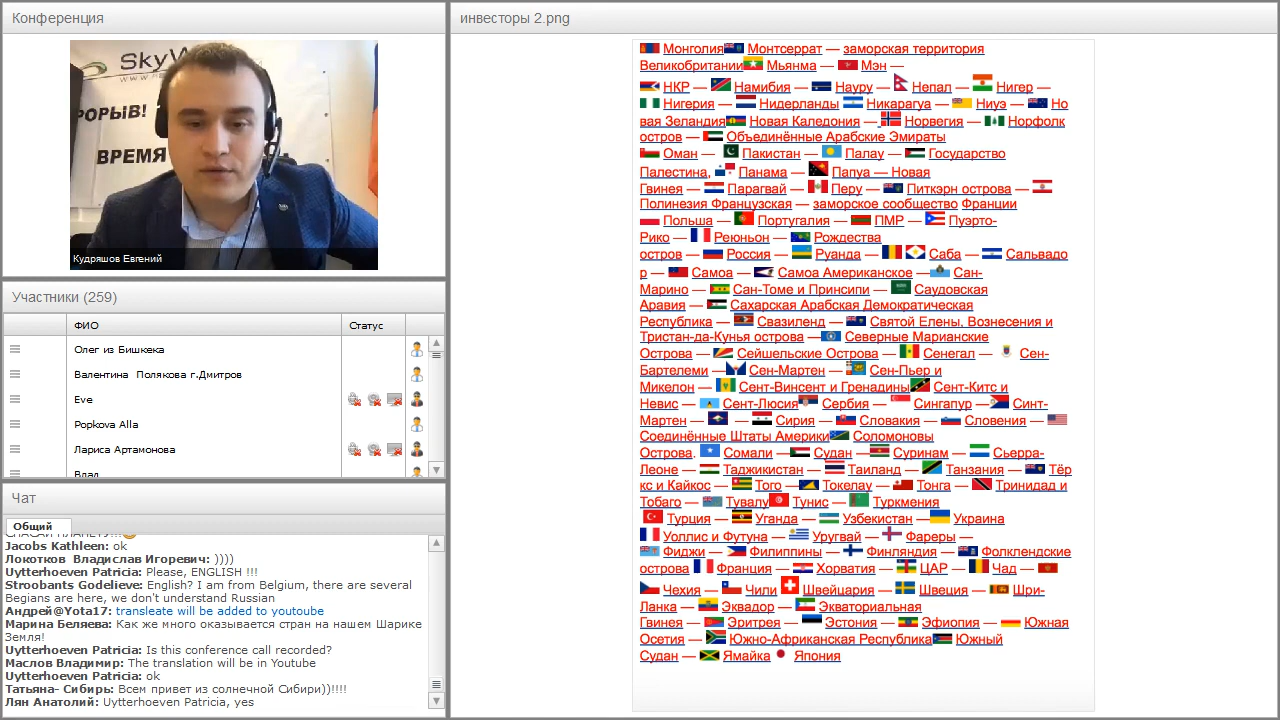 Конференция
SkyW
РОРЫВ!
ВРЕМЯ
Кудряшов Евгений
Участники (259)
ФИО Статус
Олег из Бишкека
Валентина Поляхова г.Дмитров
Eve
Popkova Alla
Лариса Артамонова
Влад
Чат
Общий
Jacobs Kathleen: ok
Локотков Владислав Игоревич: ))))
Uytterhoeven Patricia: Please, ENGLISH !!!
Stroobants Godelieve: English? I am from Belgium, there are several
Begians are here, we don't understand Russian
Андрей@Yota17: transleate will be added to youtoube
Марина Беляева: Как же много оказывается стран на нашем Шарике
Земля!
Uytterhoeven Patricia: Is this conference call recorded?
Маслов Владимир: The translation will be in Youtube
Uytterhoeven Patricia: ok
Татьяна- Сибирь: Всем привет из солнечной Сибири))!!!!
Лян Анатолий: Uytterhoeven Patricia, yes
инвесторы 2.png
Монголия Монтсеррат — заморская территория
Великобритании Мьянма — Мэн —
— НКР — Намибия — Науру — Непал — Нигер —
Нигерия — Нидерланды Никарагуа — Ниуэ — Но
вая Зеландия Новая Каледония — Норвегия — Норфолк
остров — Объединённые Арабские Эмираты
Оман — Пакистан — Палау — Государство
Палестина, Панама — Папуа — Новая
Гвинея — Парагвай — Перу — Питкэрн острова —
Полинезия Французская — заморское сообщество Франции
Польша — Португалия — ПМР — Пуэрто-
Рико — Реюньон — Рождества
остров — Россия — Руанда — Саба — Сальвадо
р — Самоа — Самоа Американское — Сан-
Марино — Сан-Томе и Принсипи — Саудовская
Аравия — Сахарская Арабская Демократическая
Республика — Свазиленд — Святой Елены, Вознесения и
Тристан-да-Кунья острова — Северные Марианские
Острова — Сейшельские Острова — Сенегал — Сен-
Бартелеми — Сен-Мартен — Сен-Пьер и
Микелон — Сент-Винсент и Гренадины Сент-Китс и
Невис — Сент-Люсия Сербия — Сингапур — Синт-
Мартен — — Сирия — Словакия — Словения —
Соединённые Штаты Америки Соломоновы
Острова. Сомали — Судан — Суринам — Сьерра-
Леоне — Таджикистан — Таиланд — Танзания — Тёр
кс и Кайкос — Того — Токелау — Тонга — Тринидад и
Тобаго — Тувалу Тунис — Туркмения
Турция — Уганда — Узбекистан — Украина
Уоллис и Футуна — Уругвай — Фареры —
Фиджи — Филиппины — Финляндия — Фолклендские
острова Франция — Хорватия — ЦАР — Чад —
Чехия — Чили Швейцария — Швеция — Шри-
Ланка — Эквадор — Экваториальная
Гвинея — Эритрея — Эстония — Эфиопия — Южная
Осетия — Южно-Африканская Республика Южный
Судан — Ямайка Япония